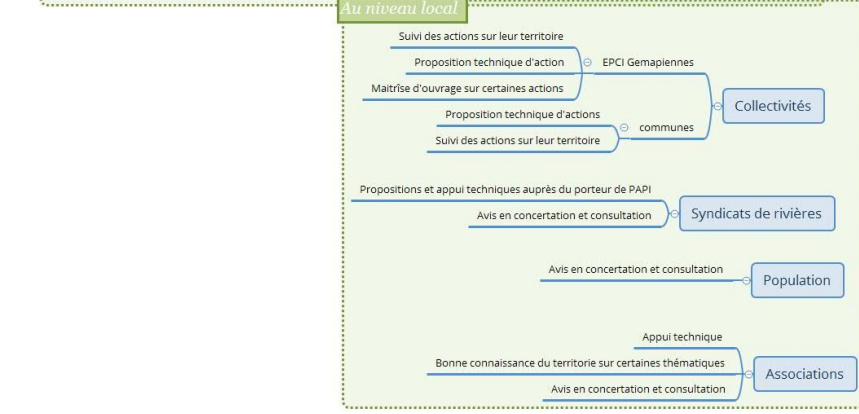 Au niveau local
Suivi des actions sur leur territoire
Proposition technique d'action
EPCI Gemapiennes
Maitrîse d'ouvrage sur certaines actions
Collectivités
Proposition technique d'actions
communes
Suivi des actions sur leur territoire
Propositions et appui techniques auprès du porteur de PAPI
Syndicats de rivières
Avis en concertation et consultation
Avis en concertation et consultation
Population
Appui technique
Bonne connaissance du territorie sur certaines thématiques
Associations
Avis en concertation et consultation